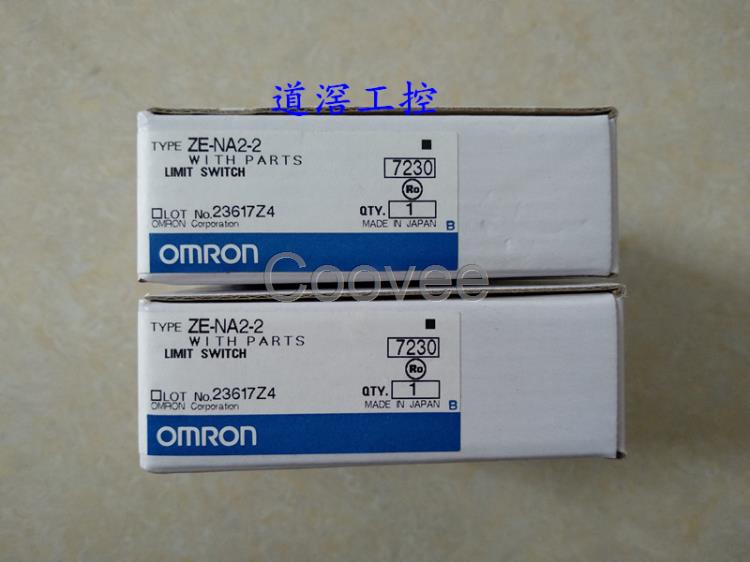 道滘工控
TYPE ZE-NA2-2
WITH PARTS
LIMIT SWITCH
7230
Ro
□LOT No.23617Z4
QTY. 1
OMRON Corporation
MADE IN JAPAN B
OMRON
Coovee
TYPE ZE-NA2-2
WITH PARTS
LIMIT SWITCH
7230
Ro
□LOT No.23617Z4
QTY. 1
OMRON Corporation
MADE IN JAPAN B
OMRON